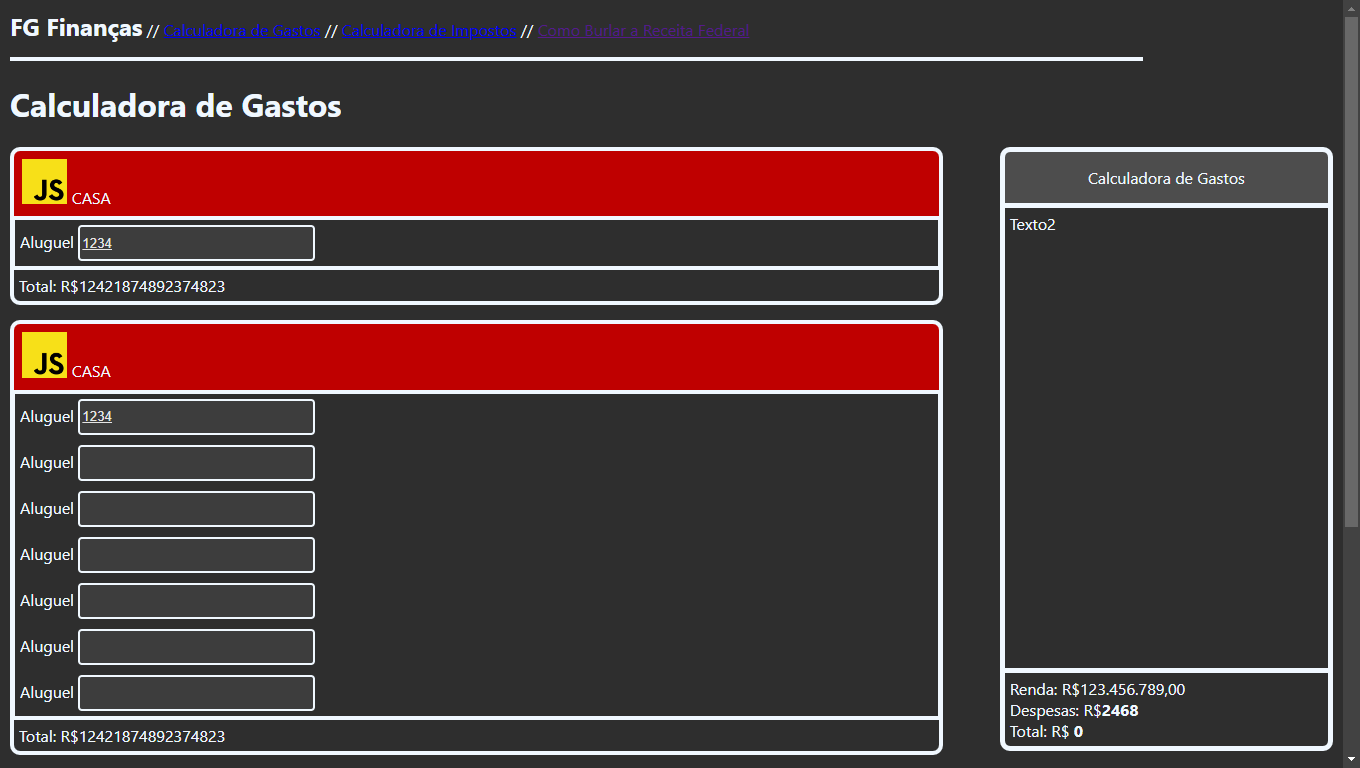 FG Finanças // Calculadora de Gastos // Calculadora de Impostos // Como Burlar a Receita Federal
Calculadora de Gastos
JS CASA
Aluguel 1234
Total: R$12421874892374823
JS CASA
Aluguel 1234
Aluguel
Aluguel
Aluguel
Aluguel
Aluguel
Aluguel
Total: R$12421874892374823
Calculadora de Gastos
Texto2
Renda: R$123.456.789,00
Despesas: R$2468
Total: R$ 0